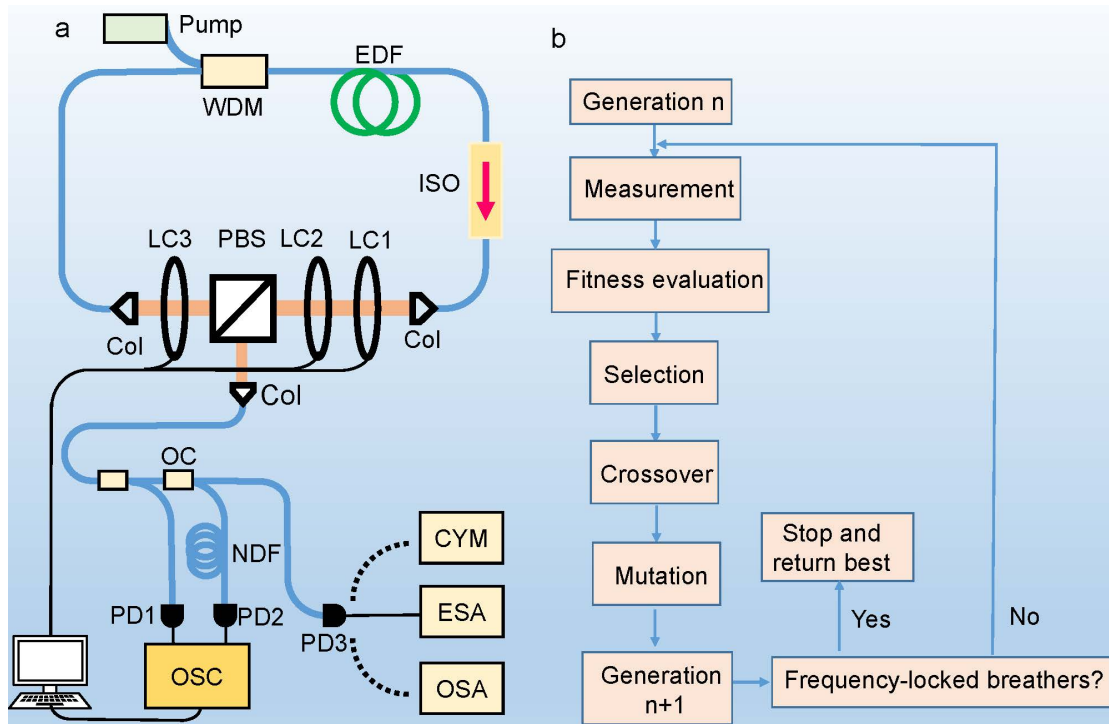 a
Pump
EDF
WDM
ISO
LC3
PBS
LC2
LC1
Col
Col
Col
OC
NDF
CYM
PD1
PD2
PD3
ESA
OSC
OSA
b
Generation n
Measurement
Fitness evaluation
Selection
Crossover
Stop and
return best
Mutation
Yes
No
Generation
n+1
Frequency-locked breathers?